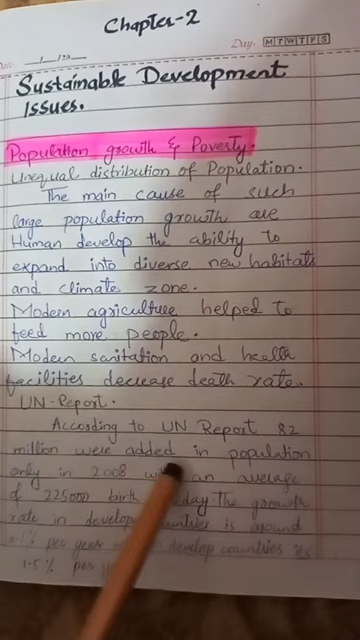 Chapter-2
Date
Day: M T W T F S
Sustainable Development
Issues.
Population growth & Poverty.
Unequal distribution of Population.
The main cause of such
large population growth are
Human develop the ability to
expand into diverse new habitats
and climate zone.
Modern agriculture helped to
feed more people.
Modern sanitation and health
facilities decrease death rate.
UN-Report.
According to UN Report 82
million were added in population
only in 2008 an average
of 225000 birth day. The growth
rate in countries is around
per year develop countries is
1.5% per